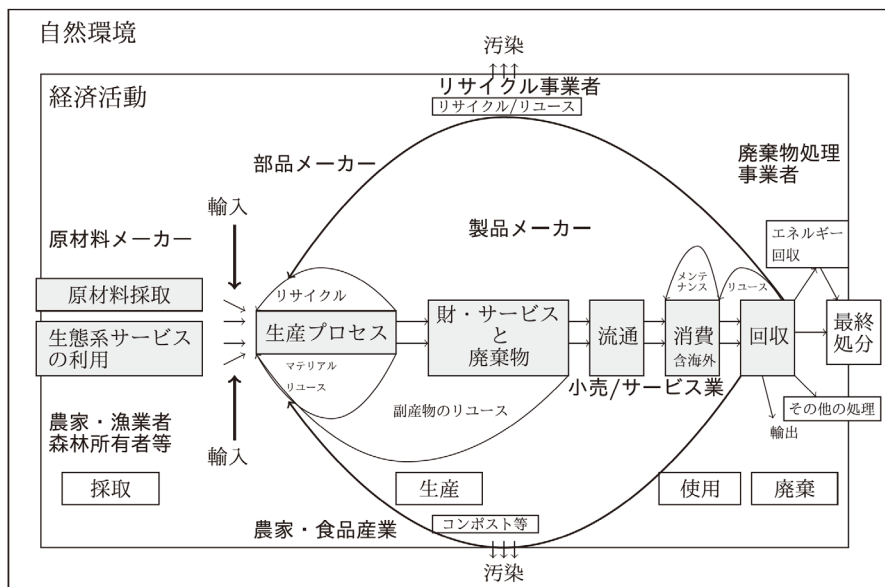 自然環境
汚染
経済活動
リサイクル事業者
リサイクル/リユース
部品メーカー
廃棄物処理
事業者
輸入
原材料メーカー
製品メーカー
エネルギー
回収
メンテ
ナンス
リユース
原材料採取
リサイクル
生態系サービス
の利用
生産プロセス
財・サービス
と
廃棄物
流通
消費
含海外
回収
最終
処分
マテリアル
リユース
小売/サービス業
副産物のリユース
その他の処理
輸出
農家・漁業者
森林所有者等
輸入
採取
生産
使用
廃棄
農家・食品産業
コンポスト等
汚染